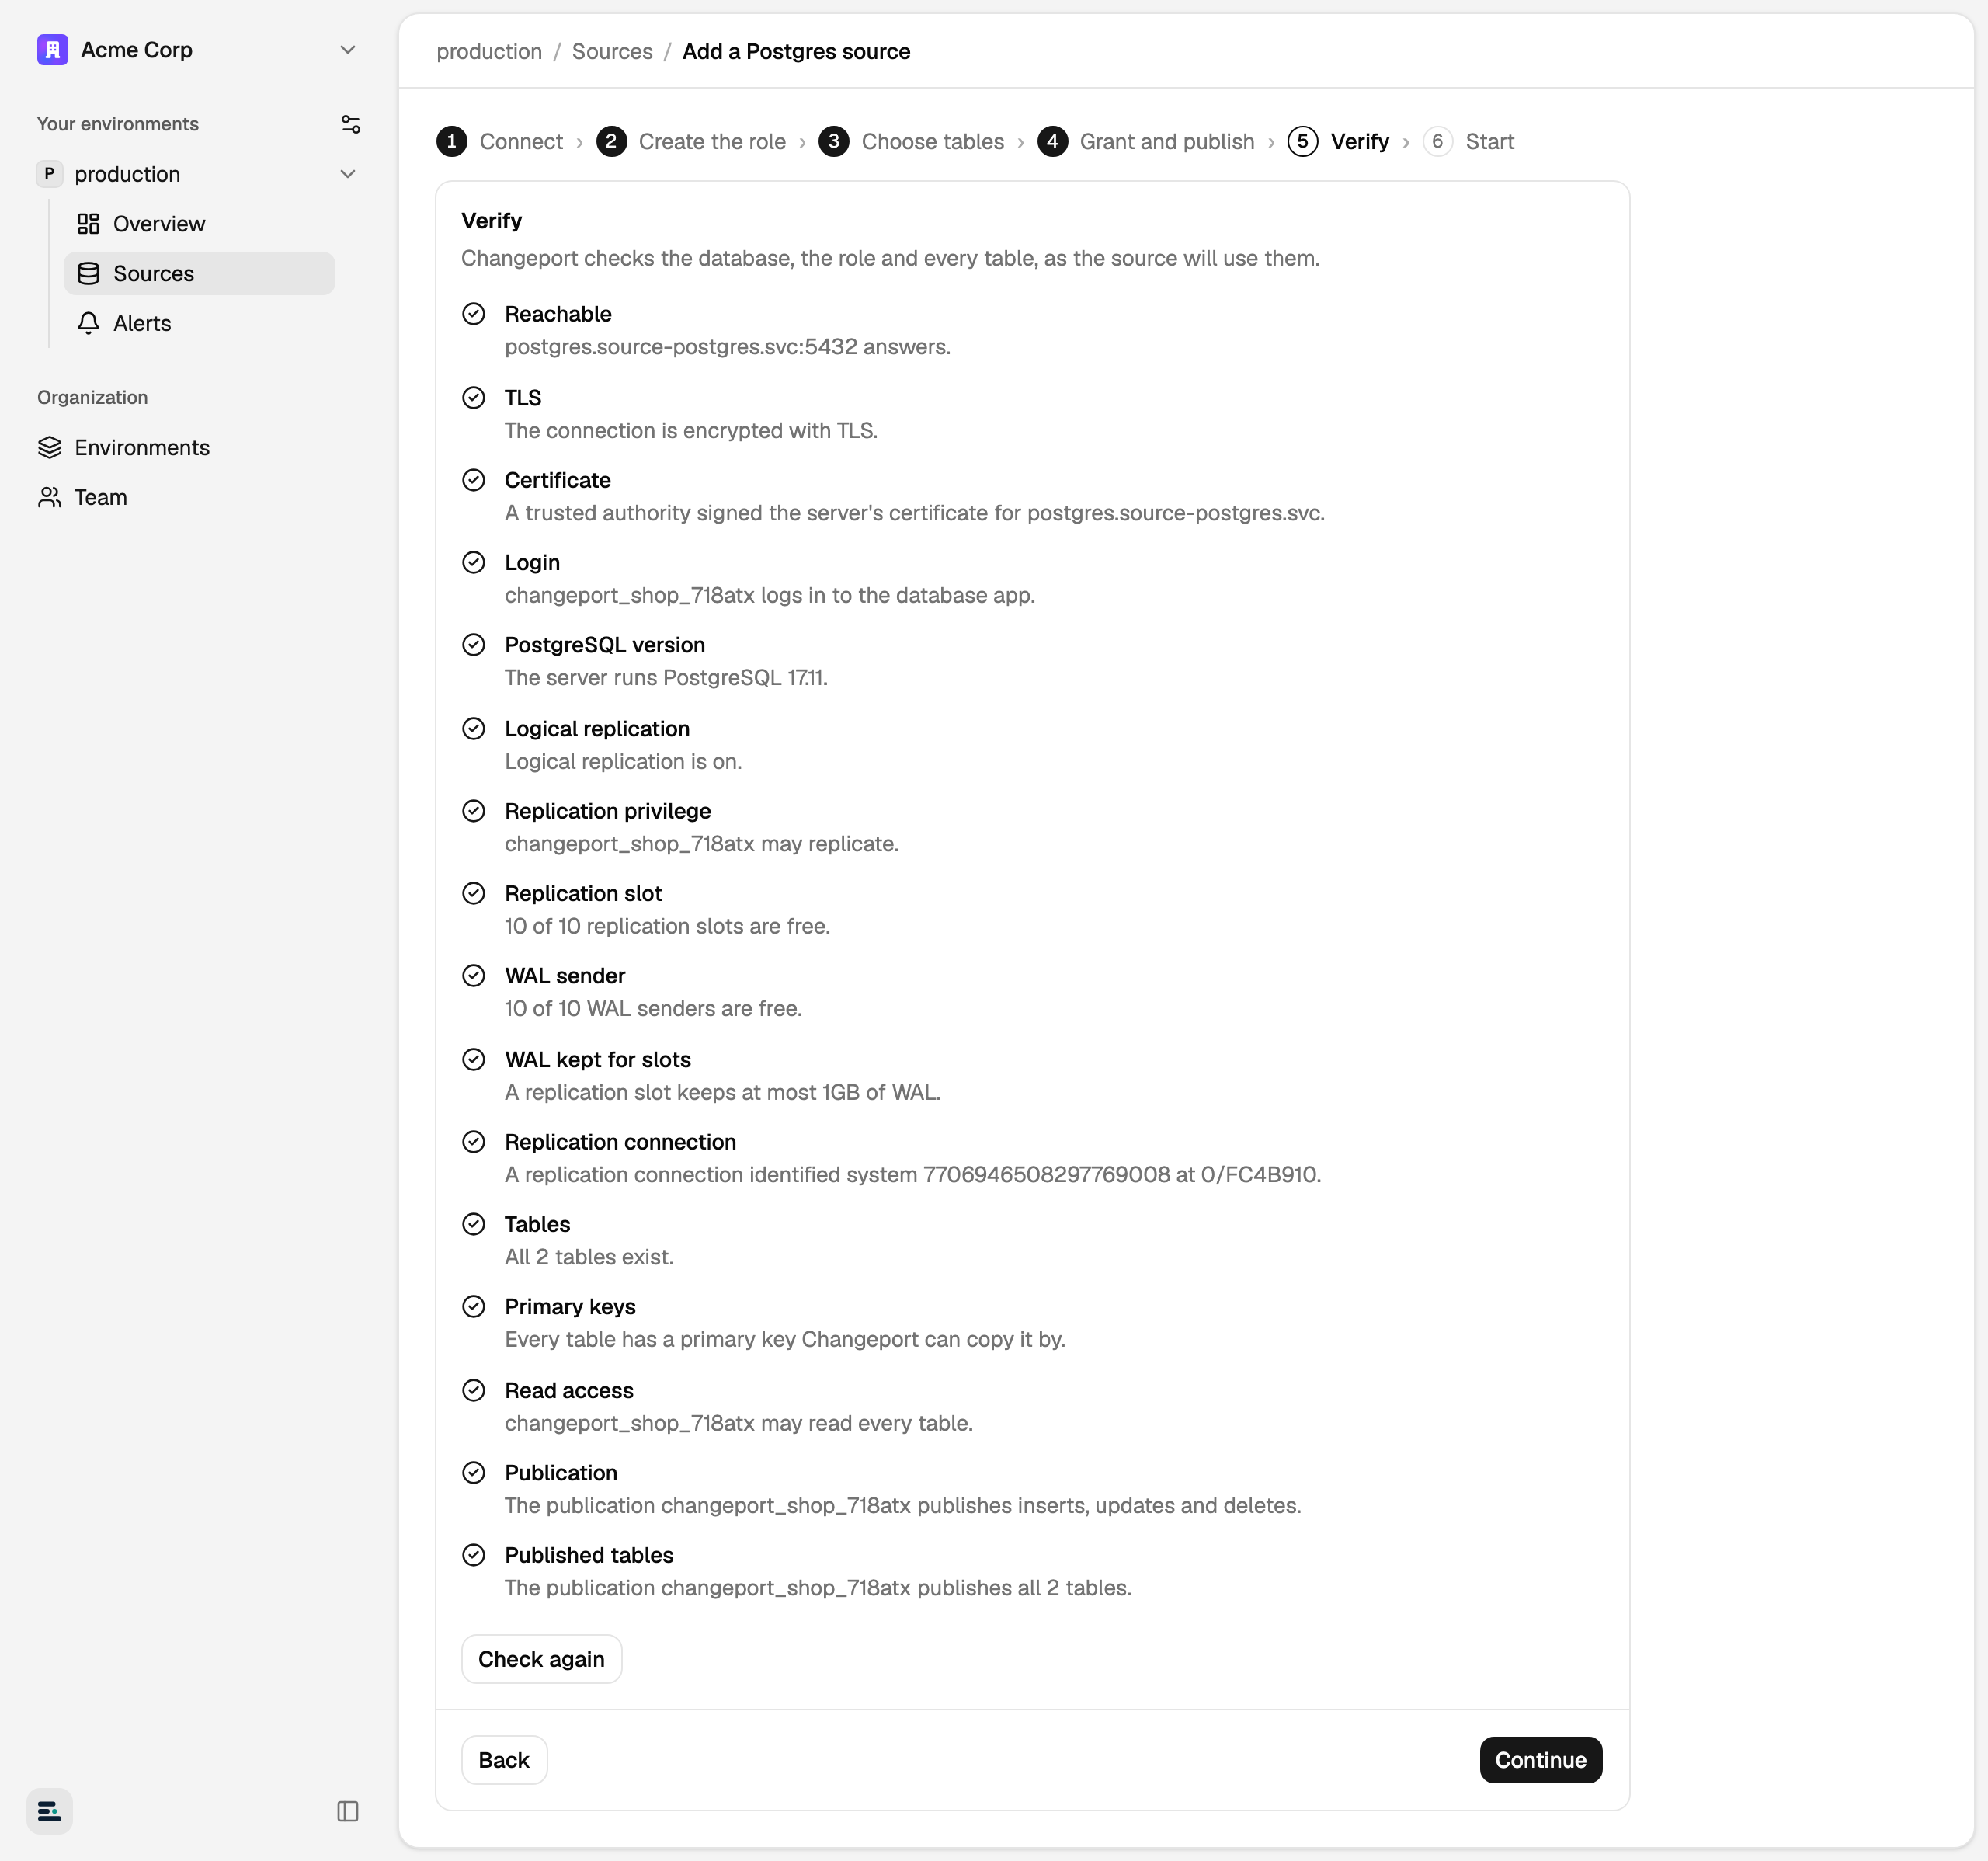 Acme Corp
Your environments
P production
Overview
Sources
Alerts
Organization
Environments
Team
production / Sources / Add a Postgres source
1 Connect › 2 Create the role › 3 Choose tables › 4 Grant and publish › 5 Verify › 6 Start
Verify
Changeport checks the database, the role and every table, as the source will use them.
Reachable
postgres.source-postgres.svc:5432 answers.
TLS
The connection is encrypted with TLS.
Certificate
A trusted authority signed the server's certificate for postgres.source-postgres.svc.
Login
changeport_shop_718atx logs in to the database app.
PostgreSQL version
The server runs PostgreSQL 17.11.
Logical replication
Logical replication is on.
Replication privilege
changeport_shop_718atx may replicate.
Replication slot
10 of 10 replication slots are free.
WAL sender
10 of 10 WAL senders are free.
WAL kept for slots
A replication slot keeps at most 1GB of WAL.
Replication connection
A replication connection identified system 7706946508297769008 at 0/FC4B910.
Tables
All 2 tables exist.
Primary keys
Every table has a primary key Changeport can copy it by.
Read access
changeport_shop_718atx may read every table.
Publication
The publication changeport_shop_718atx publishes inserts, updates and deletes.
Published tables
The publication changeport_shop_718atx publishes all 2 tables.
Check again
Back
Continue